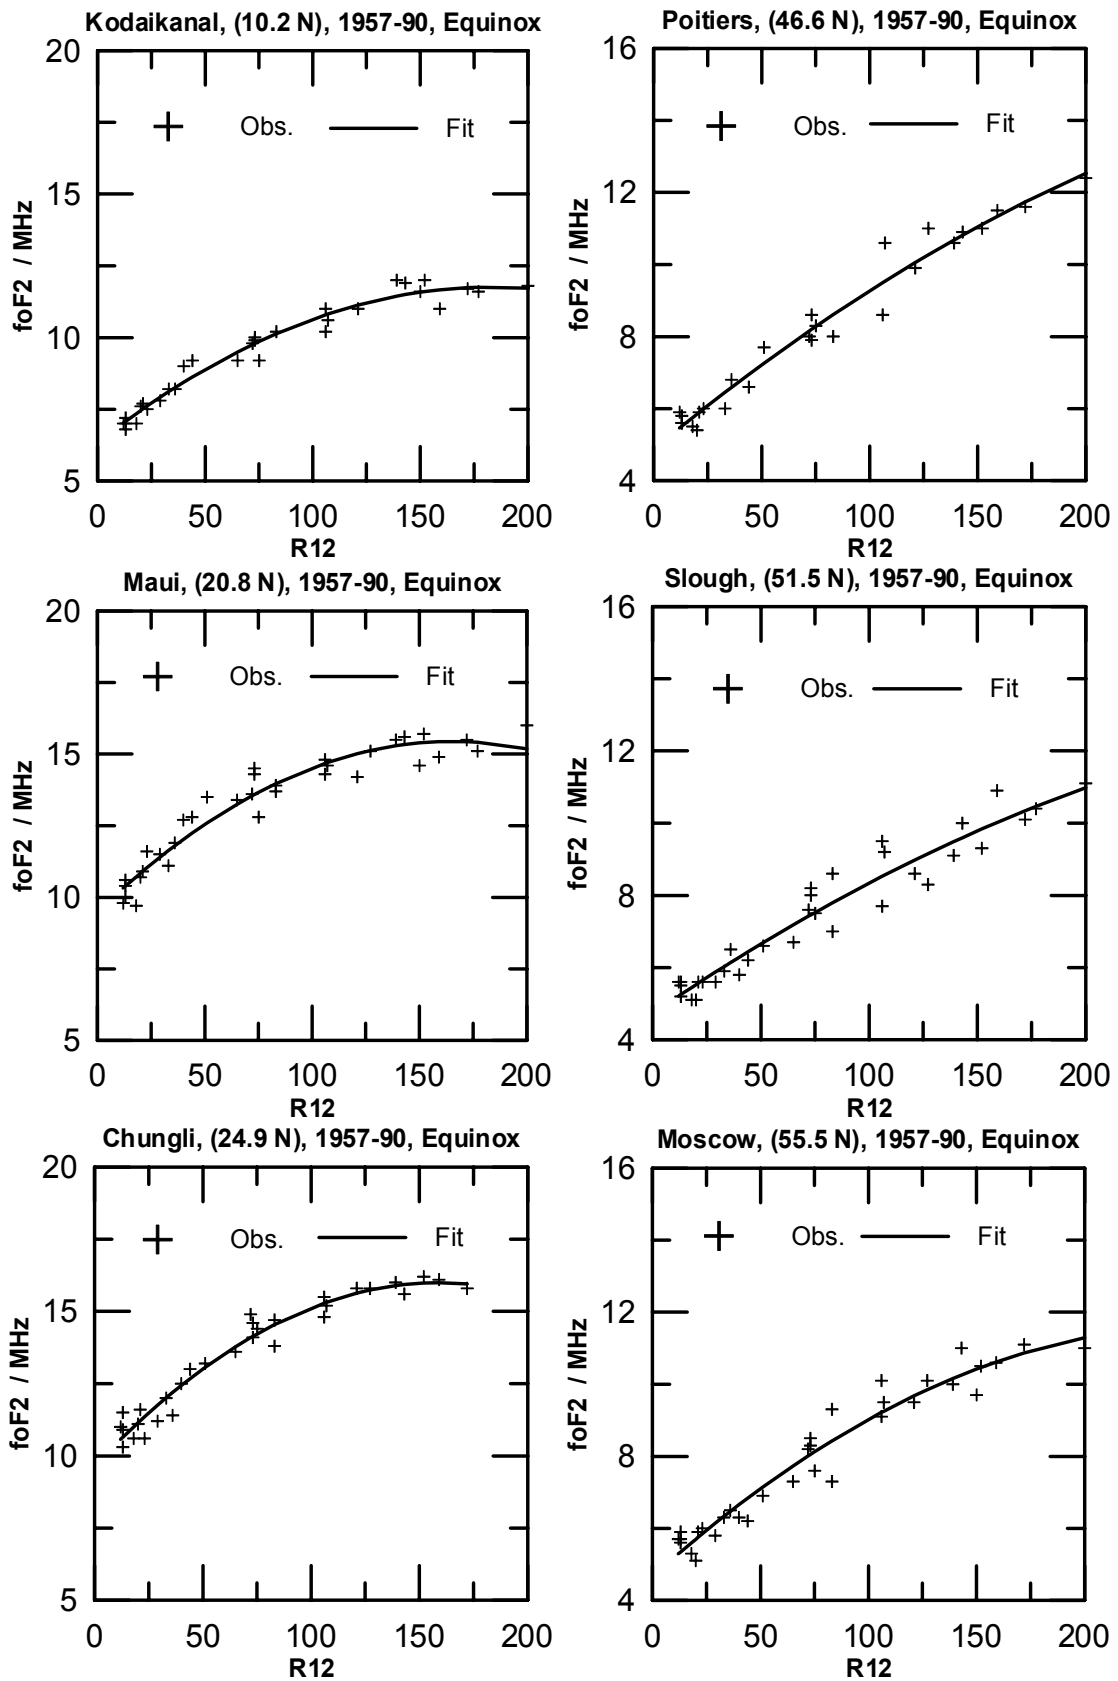 Kodaikanal, (10.2 N), 1957-90, Equinox
20
15
10
5
foF2 / MHz
Obs.
Fit
0 50 100 150 200
R12
Poitiers, (46.6 N), 1957-90, Equinox
16
12
8
4
foF2 / MHz
Obs.
Fit
0 50 100 150 200
R12
Maui, (20.8 N), 1957-90, Equinox
20
15
10
5
foF2 / MHz
Obs.
Fit
0 50 100 150 200
R12
Slough, (51.5 N), 1957-90, Equinox
16
12
8
4
foF2 / MHz
Obs.
Fit
0 50 100 150 200
R12
Chungli, (24.9 N), 1957-90, Equinox
20
15
10
5
foF2 / MHz
Obs.
Fit
0 50 100 150 200
R12
Moscow, (55.5 N), 1957-90, Equinox
16
12
8
4
foF2 / MHz
Obs.
Fit
0 50 100 150 200
R12